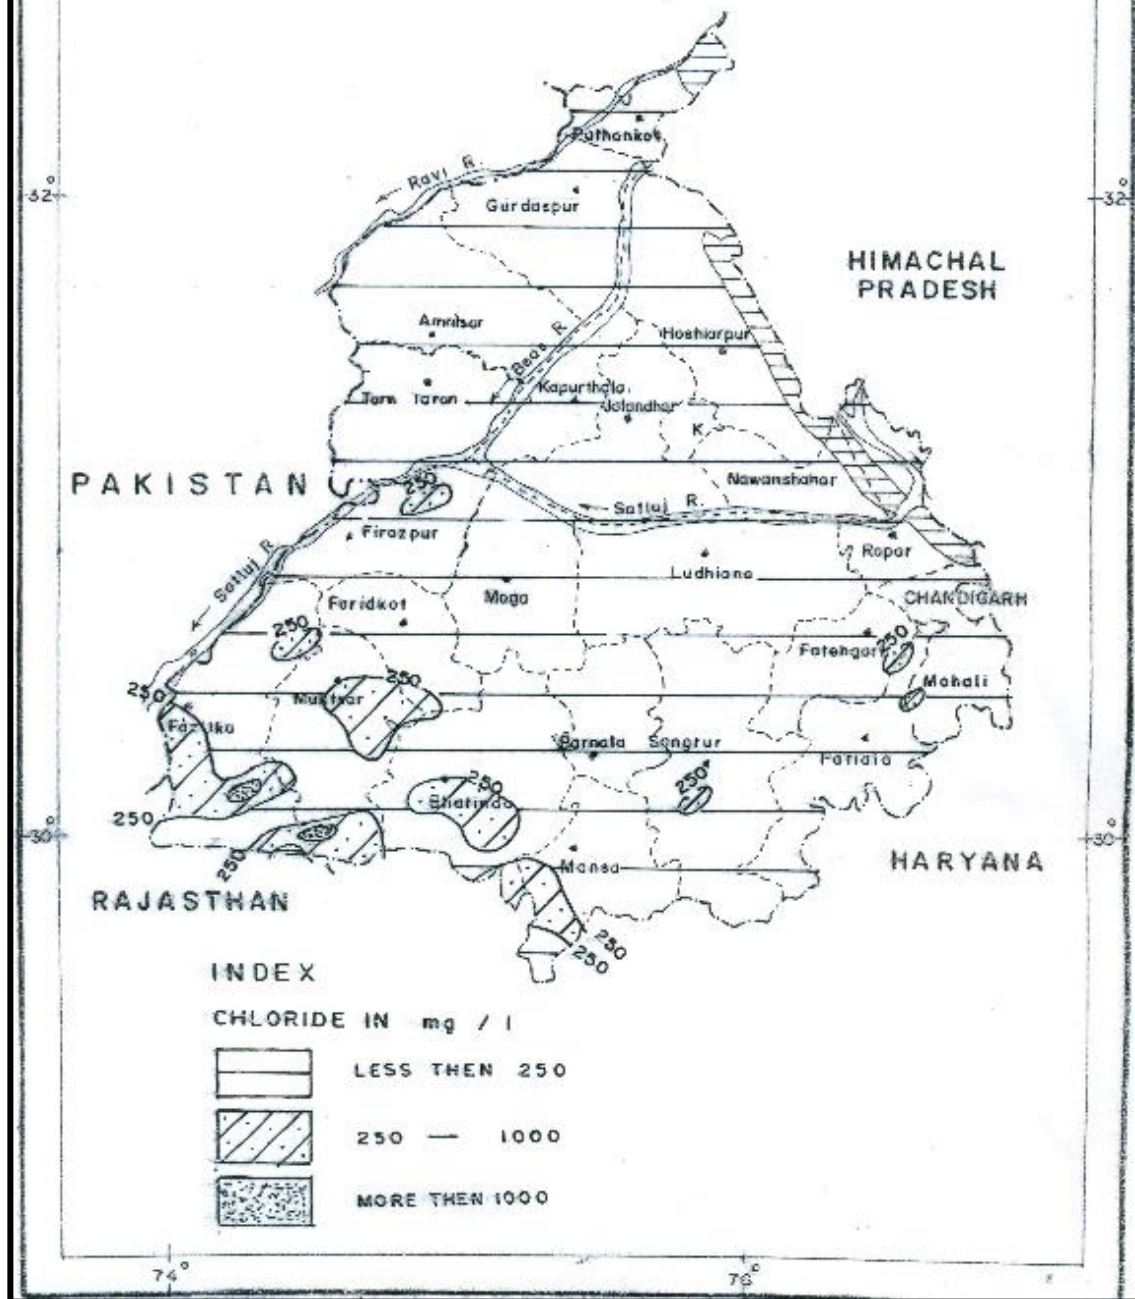 Pathankot
Ravi R.
32°
32°
Gurdaspur
HIMACHAL
PRADESH
Amritsar
Beas R.
Hoshiarpur
Tarn Taran
Kapurthala
Jalandhar
K
PAKISTAN
250
Nawanshahar
Satluj R.
Firozpur
Ropar
Ludhiana
Satluj R.
Faridkot
Moga
CHANDIGARH
250
Fatehgarh
250
250
Muktsar
250
Mohali
Fazilka
Barnala
Sangrur
Patiala
250
250
Bhatinda
250
30°
30°
250
Mansa
HARYANA
RAJASTHAN
250
250
INDEX
CHLORIDE IN mg / l
LESS THEN 250
250 — 1000
MORE THEN 1000
74°
76°